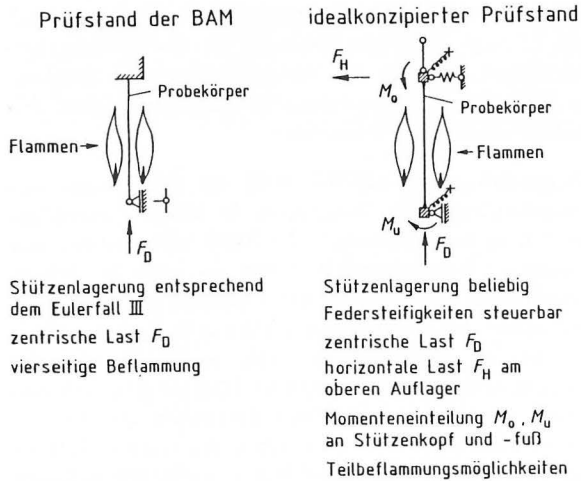 Prüfstand der BAM
Probekörper
Flammen
F_D
Stützenlagerung entsprechend
dem Eulerfall III
zentrische Last F_D
vierseitige Beflammung
idealkonzipierter Prüfstand
F_H
M_o
Probekörper
Flammen
M_u
F_D
Stützenlagerung beliebig
Federsteifigkeiten steuerbar
zentrische Last F_D
horizontale Last F_H am
oberen Auflager
Momenteneinteilung M_o, M_u
an Stützenkopf und -fuß
Teilbeflammungsmöglichkeiten